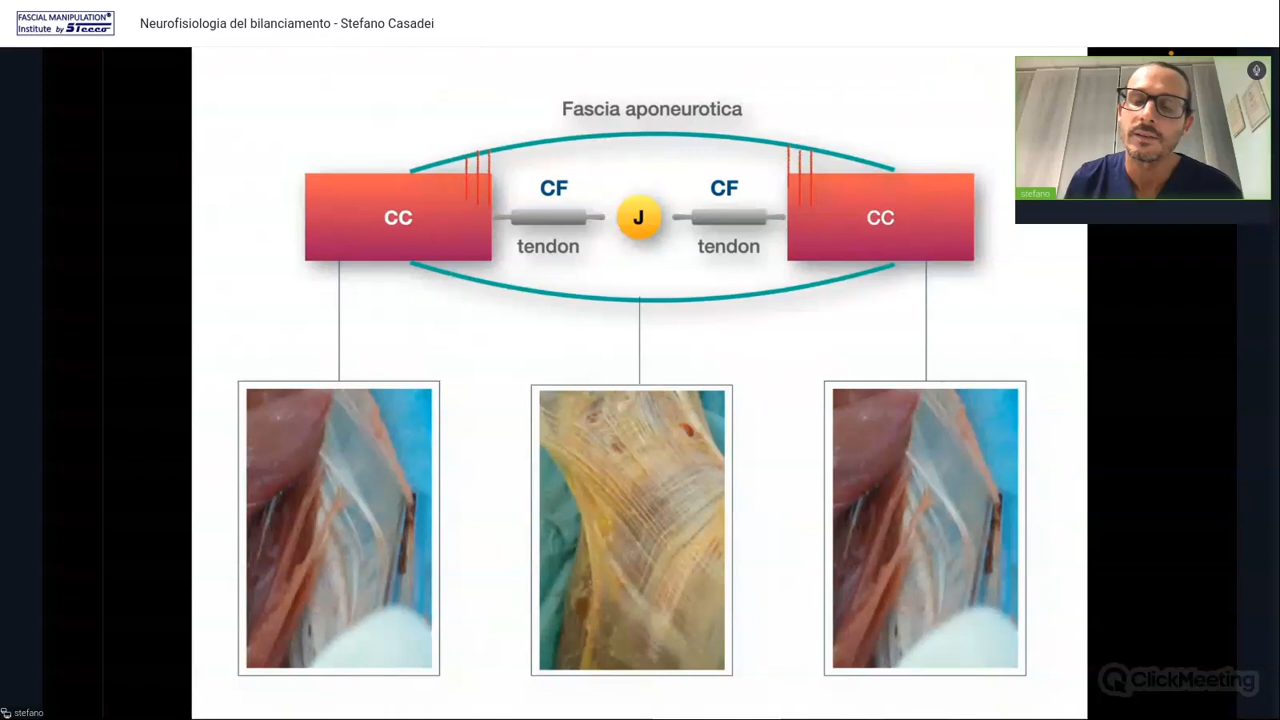 FASCIAL MANIPULATION®
Institute by Stecco
Neurofisiologia del bilanciamento - Stefano Casadei
Fascia aponeurotica
CF
CF
CC
J
CC
tendon
tendon
stefano
ClickMeeting
stefano